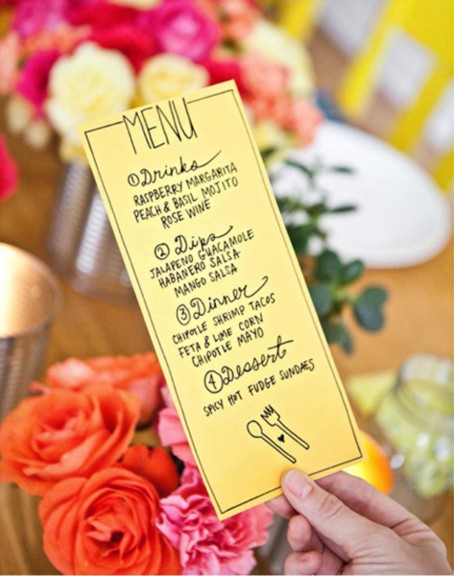 MENU
① Drinks
RASPBERRY MARGARITA
PEACH & BASIL MOJITO
ROSE WINE
② Dips
JALAPENO GUACAMOLE
HABANERO SALSA
MANGO SALSA
③ Dinner
CHIPOTLE SHRIMP TACOS
FETA & LIME CORN
CHIPOTLE MAYO
④ Dessert
SPICY HOT FUDGE SUNDAES